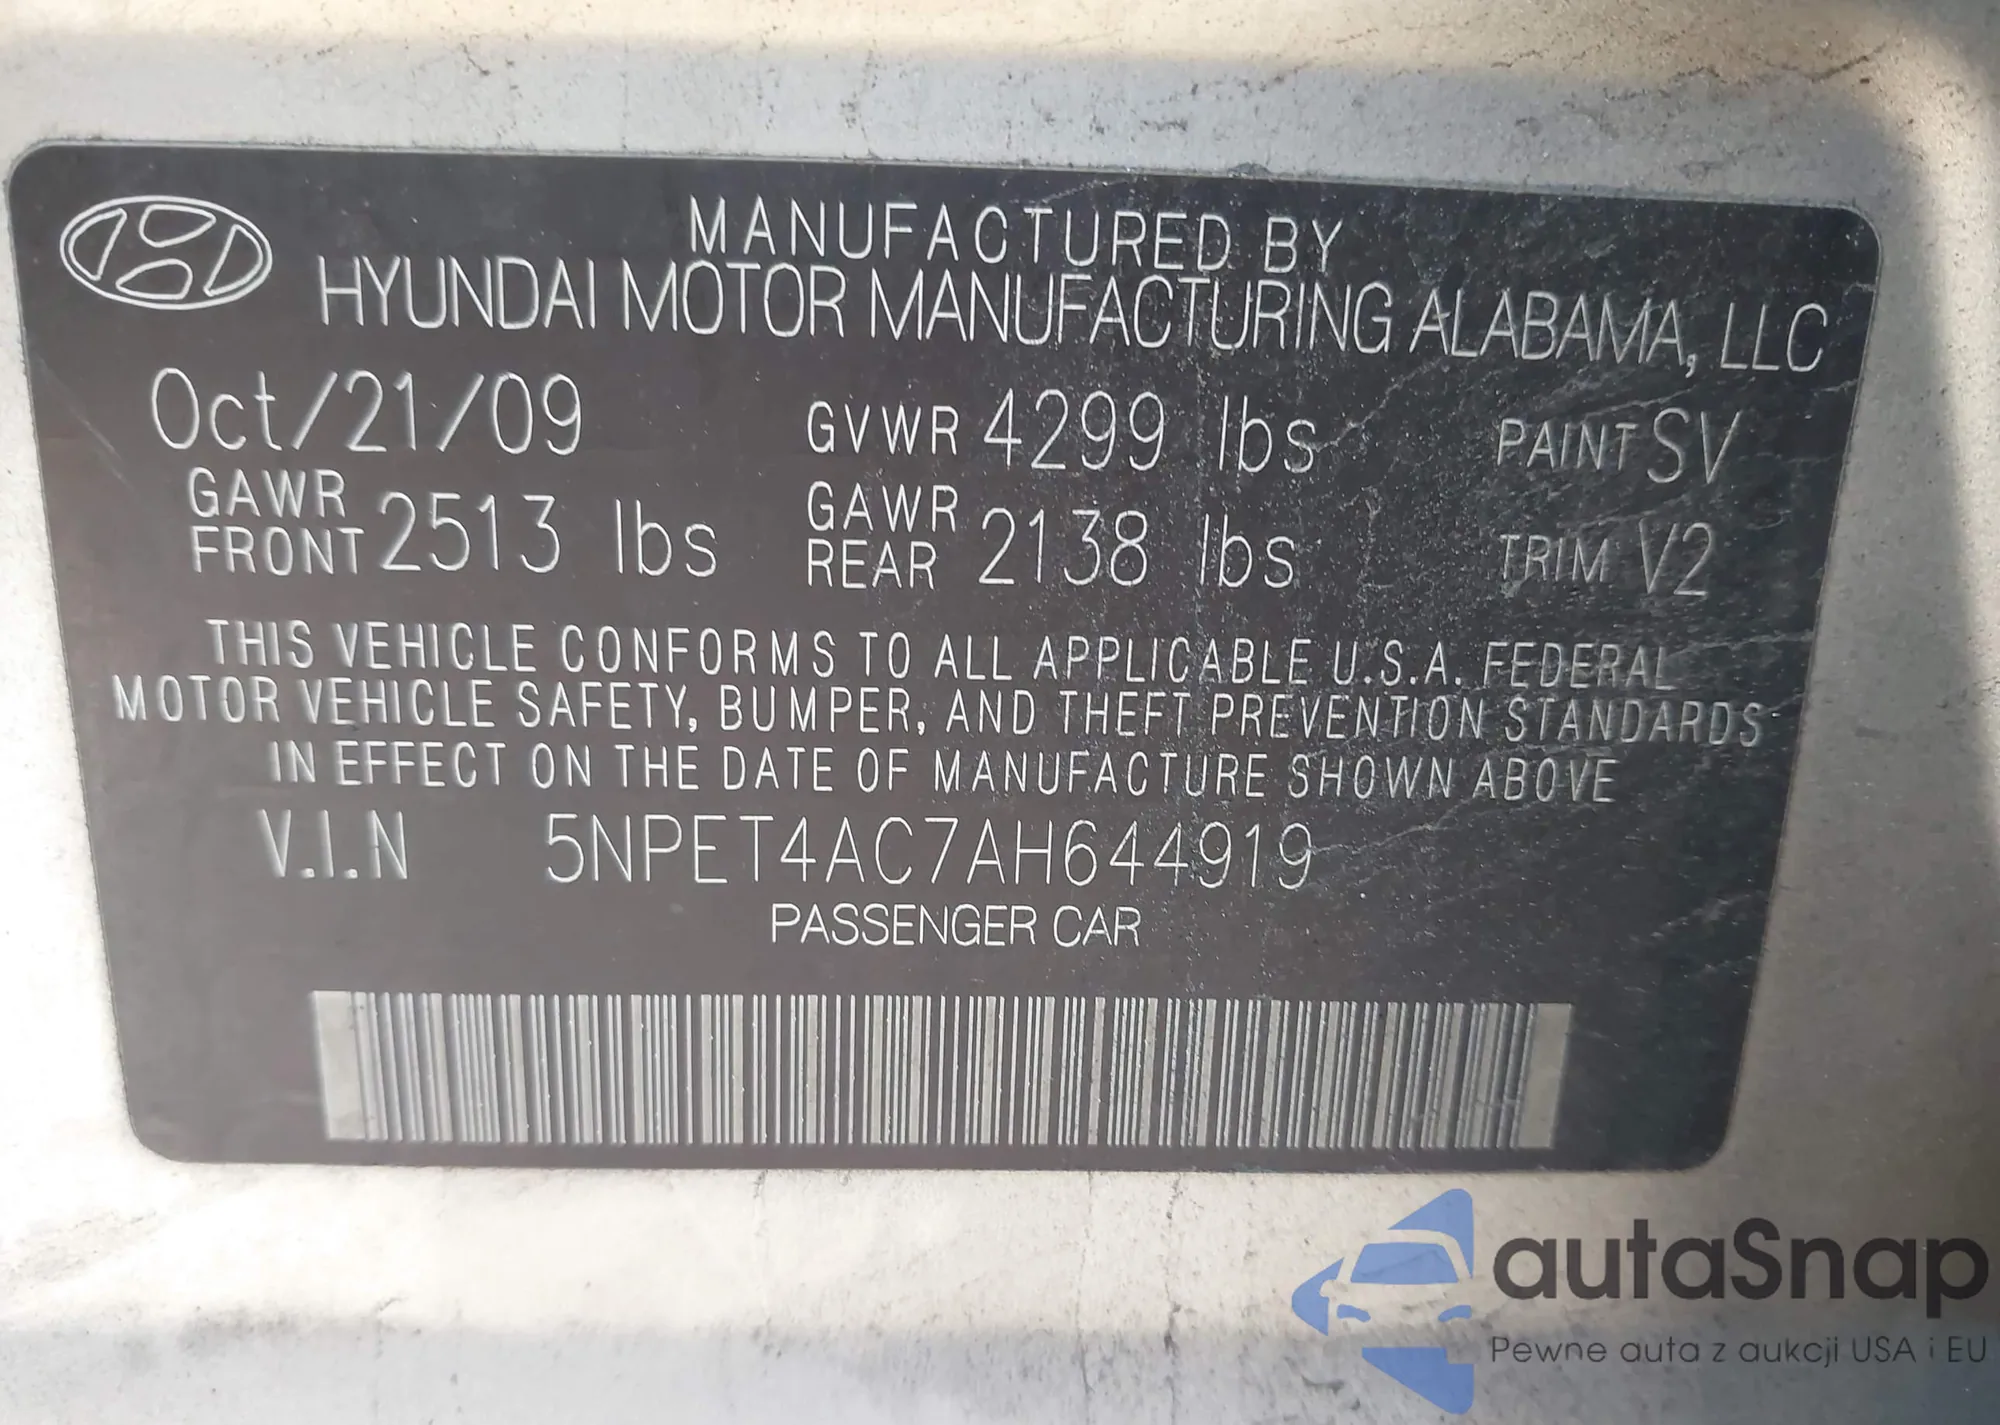 MANUFACTURED BY
HYUNDAI MOTOR MANUFACTURING ALABAMA, LLC
Oct/21/09 GVWR 4299 lbs PAINT SV
GAWR FRONT 2513 lbs GAWR REAR 2138 lbs TRIM V2
THIS VEHICLE CONFORMS TO ALL APPLICABLE U.S.A. FEDERAL
MOTOR VEHICLE SAFETY, BUMPER, AND THEFT PREVENTION STANDARDS
IN EFFECT ON THE DATE OF MANUFACTURE SHOWN ABOVE
V.I.N 5NPET4AC7AH644919
PASSENGER CAR
autaSnap
Pewne auta z aukcji USA i EU